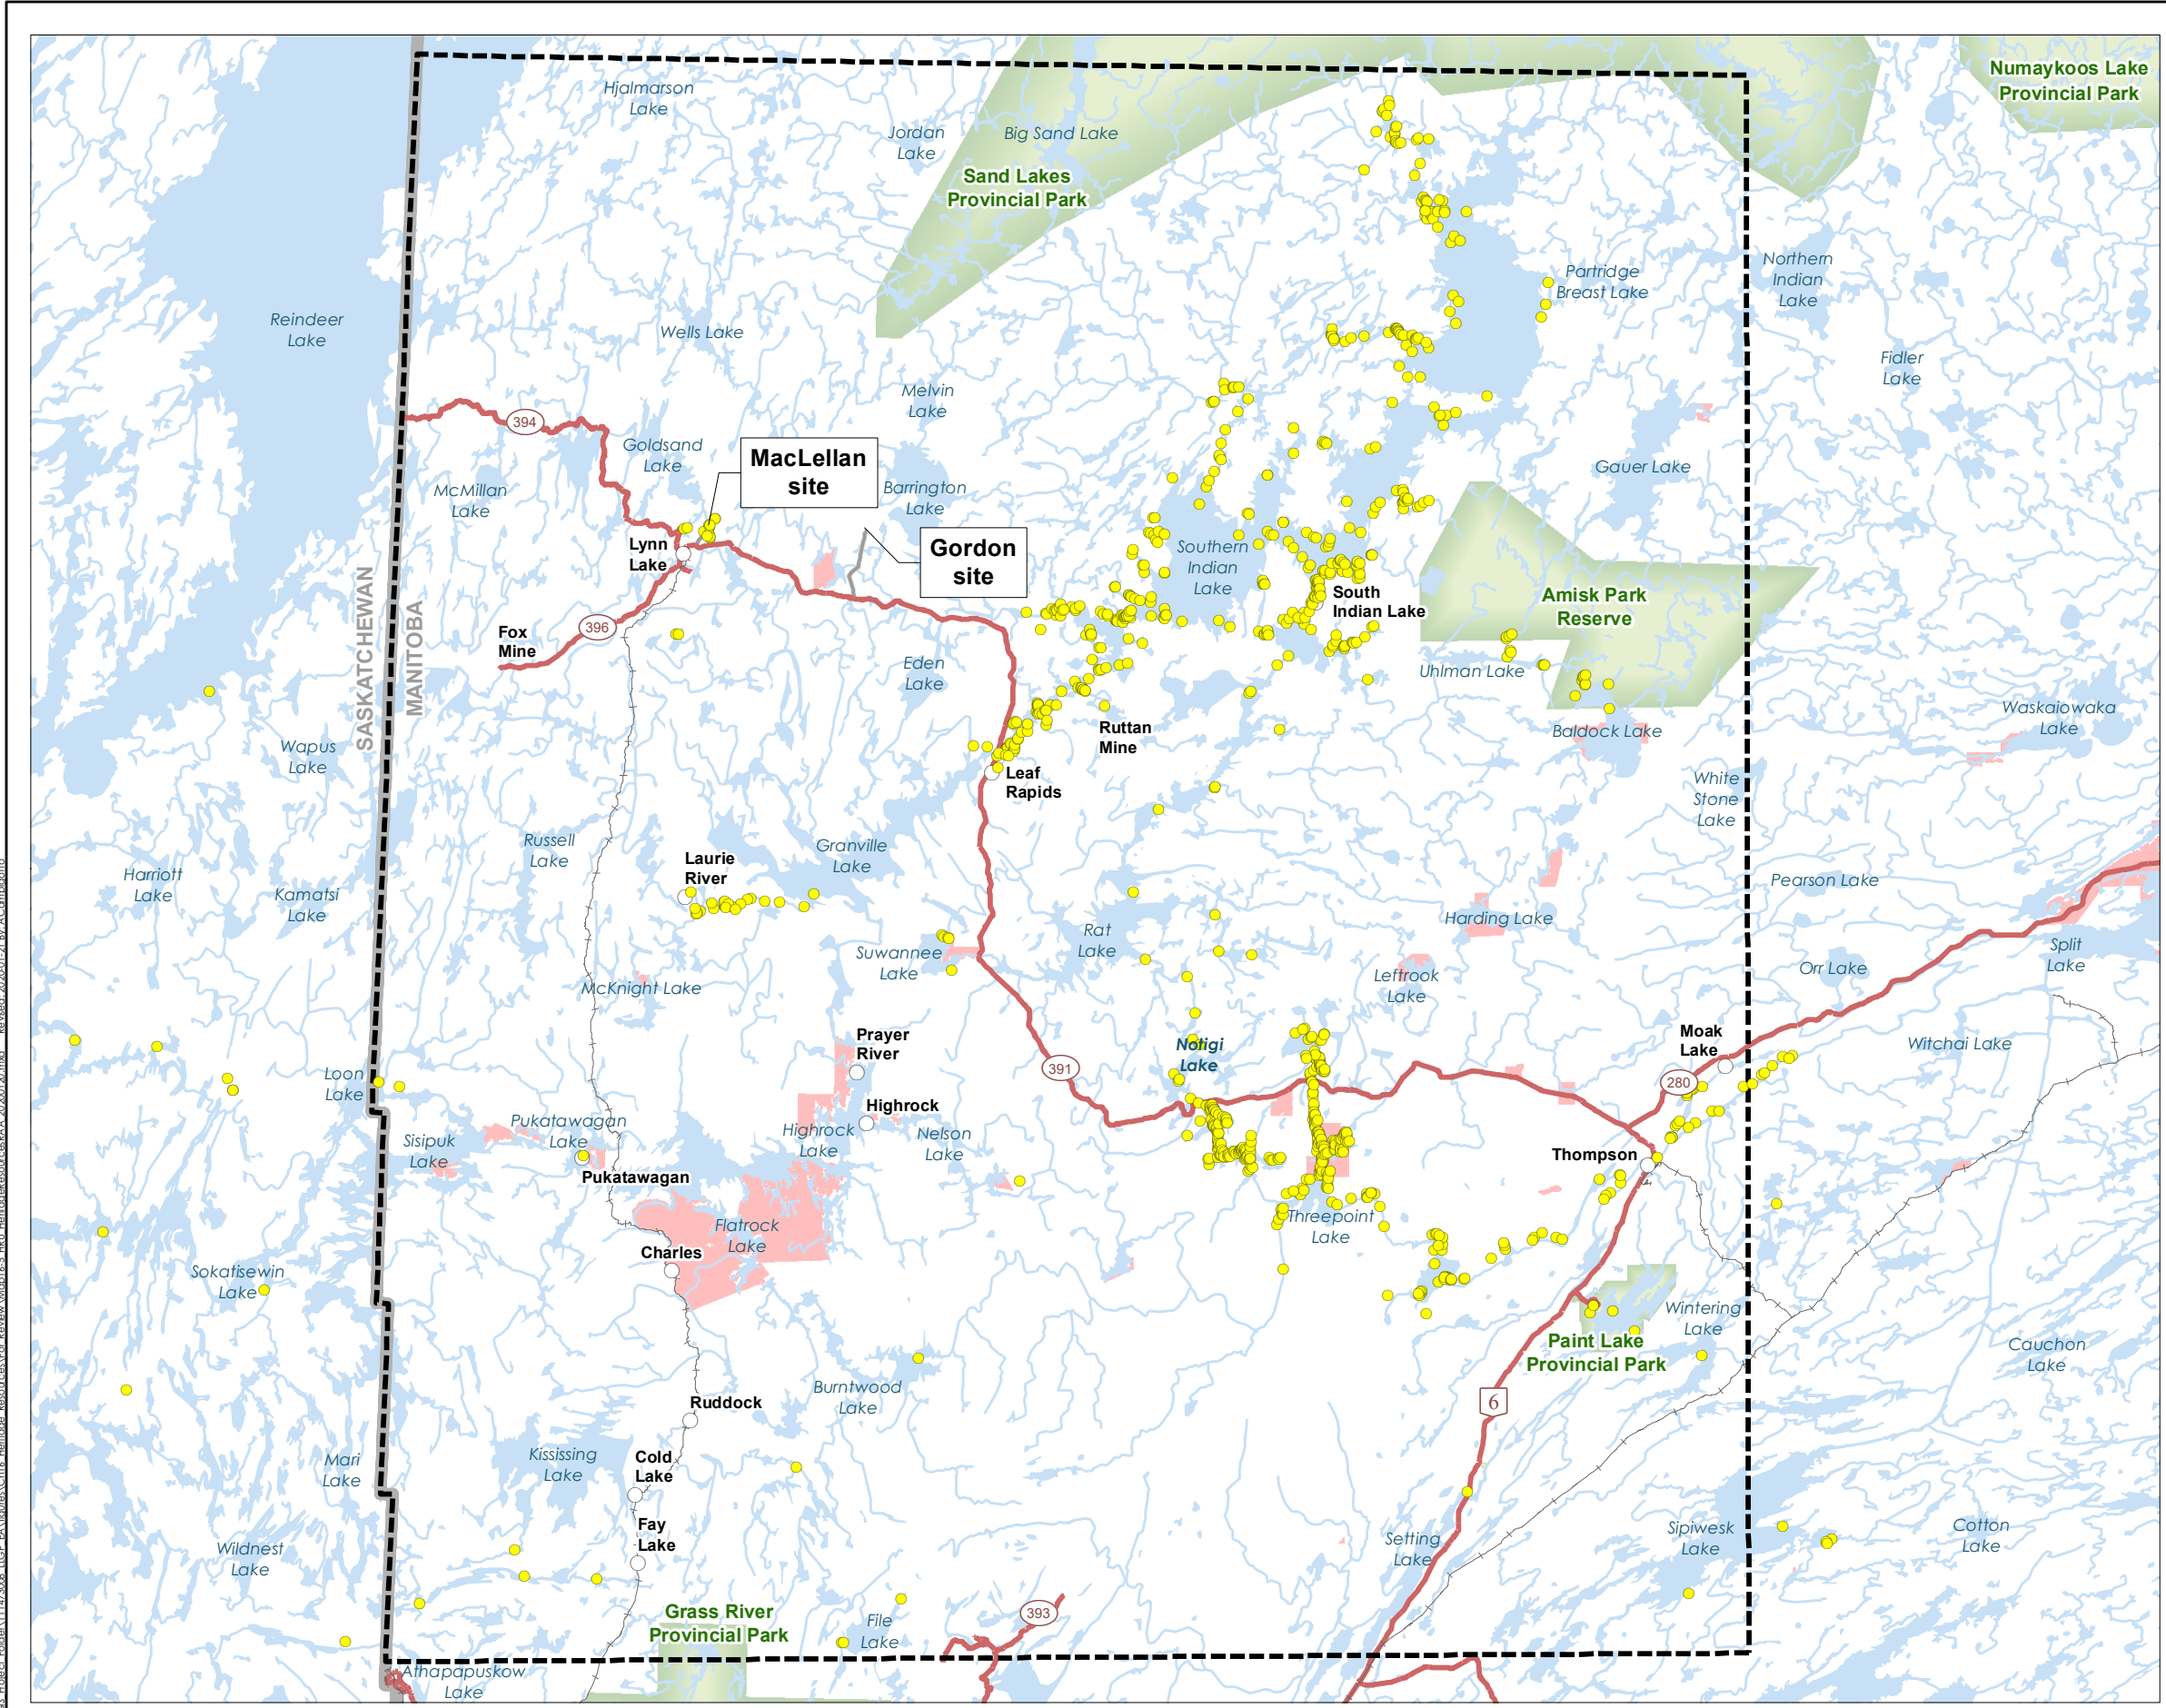 Numaykoos Lake
Provincial Park
Hjalmarson
Lake
Jordan
Lake
Big Sand Lake
Sand Lakes
Provincial Park
Partridge
Breast Lake
Northern
Indian
Lake
Reindeer
Lake
Wells Lake
Fidler
Lake
Melvin
Lake
394
Goldsand
Lake
MacLellan
site
McMillan
Lake
Barrington
Lake
Gauer Lake
Gordon
site
Lynn
Lake
Southern
Indian
Lake
South
Indian Lake
Amisk Park
Reserve
SASKATCHEWAN
MANITOBA
396
Fox
Mine
Eden
Lake
Uhlman Lake
Waskaiowaka
Lake
Wapus
Lake
Ruttan
Mine
Baldock Lake
Leaf
Rapids
White
Stone
Lake
Russell
Lake
Granville
Lake
Laurie
River
Harriott
Lake
Kamatsi
Lake
Pearson Lake
Harding Lake
Rat
Lake
Suwannee
Lake
Split
Lake
Orr Lake
Leftrook
Lake
McKnight Lake
Prayer
River
Notigi
Lake
Moak
Lake
Witchai Lake
391
280
Loon
Lake
Highrock
Pukatawagan
Lake
Highrock
Lake
Nelson
Lake
Sisipuk
Lake
Thompson
Pukatawagan
Flatrock
Lake
Threepoint
Lake
Charles
Sokatisewin
Lake
Wintering
Lake
Paint Lake
Provincial Park
Cauchon
Lake
Burntwood
Lake
6
Ruddock
Mari
Lake
Kississing
Lake
Cold
Lake
Fay
Lake
Wildnest
Lake
Setting
Lake
Sipiwesk
Lake
Cotton
Lake
Grass River
Provincial Park
File
Lake
393
Athapapuskow
Lake